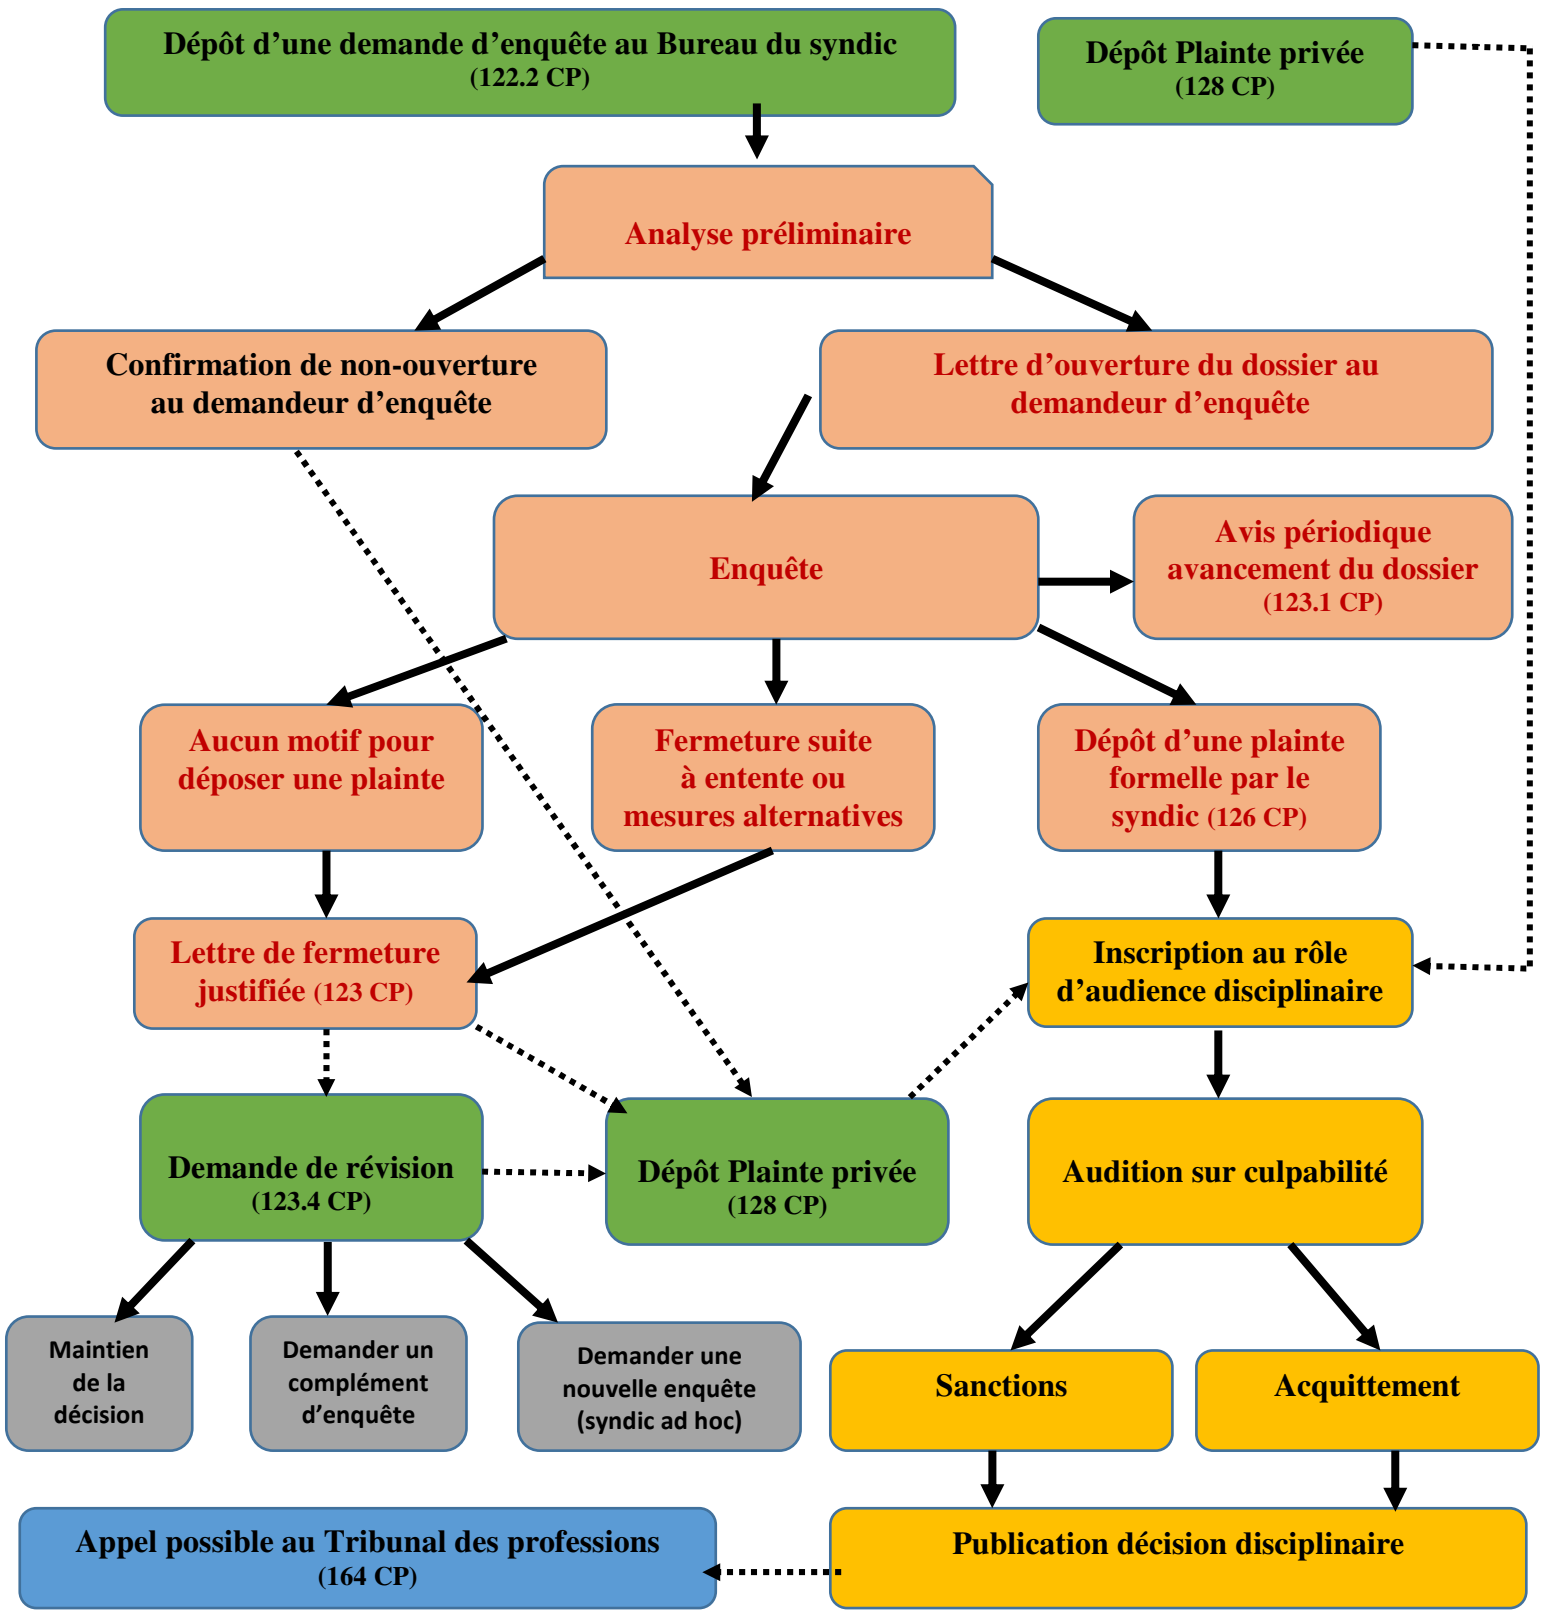 Dépôt d’une demande d’enquête au Bureau du syndic
(122.2 CP)
Dépôt Plainte privée
(128 CP)
Analyse préliminaire
Confirmation de non-ouverture
au demandeur d’enquête
Lettre d’ouverture du dossier au
demandeur d’enquête
Enquête
Avis périodique
avancement du dossier
(123.1 CP)
Aucun motif pour
déposer une plainte
Fermeture suite
à entente ou
mesures alternatives
Dépôt d’une plainte
formelle par le
syndic (126 CP)
Lettre de fermeture
justifiée (123 CP)
Inscription au rôle
d’audience disciplinaire
Demande de révision
(123.4 CP)
Dépôt Plainte privée
(128 CP)
Audition sur culpabilité
Maintien
de la
décision
Demander un
complément
d’enquête
Demander une
nouvelle enquête
(syndic ad hoc)
Sanctions
Acquittement
Appel possible au Tribunal des professions
(164 CP)
Publication décision disciplinaire